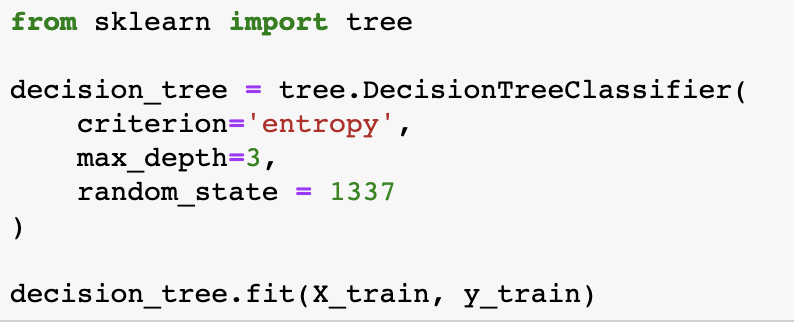 from sklearn import tree
decision_tree = tree.DecisionTreeClassifier(
    criterion='entropy',
    max_depth=3,
    random_state = 1337
)
decision_tree.fit(X_train, y_train)